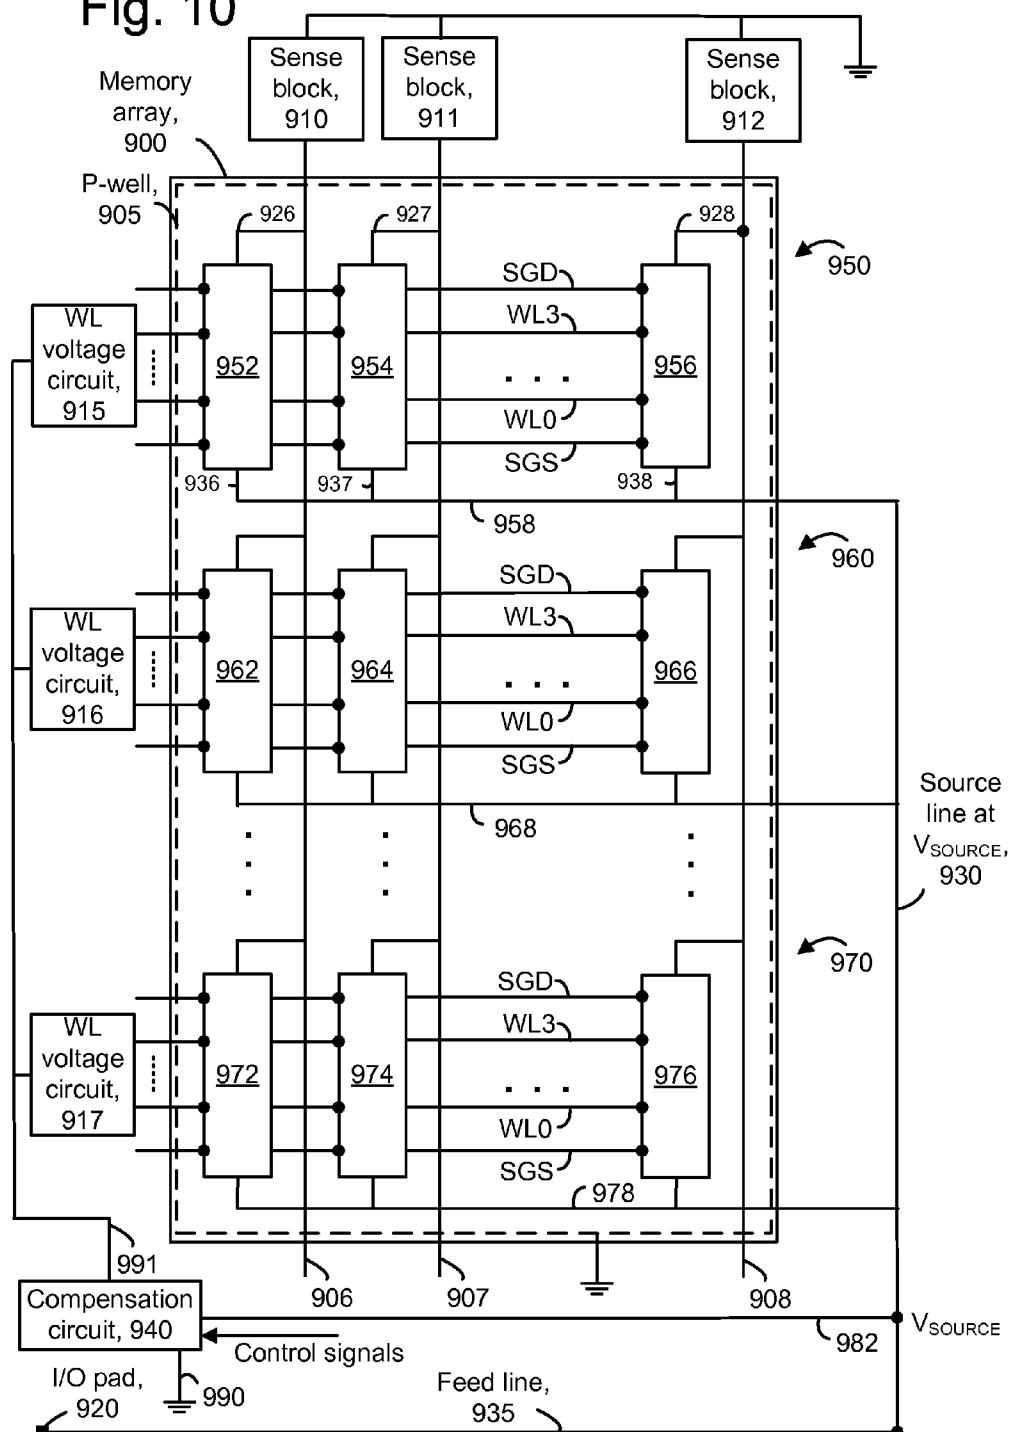 Fig. 10
Sense
block,
910
Sense
block,
911
Sense
block,
912
Memory
array,
900
P-well,
905
926
927
928
950
SGD
WL3
WL
voltage
circuit,
915
952
954
956
. . .
WL0
SGS
936
937
938
958
960
SGD
WL3
WL
voltage
circuit,
916
962
964
966
. . .
WL0
SGS
968
Source
line at
VSOURCE,
930
970
SGD
WL3
WL
voltage
circuit,
917
972
974
976
. . .
WL0
SGS
978
991
906
907
908
Compensation
circuit, 940
982
VSOURCE
Control signals
990
I/O pad,
920
Feed line,
935